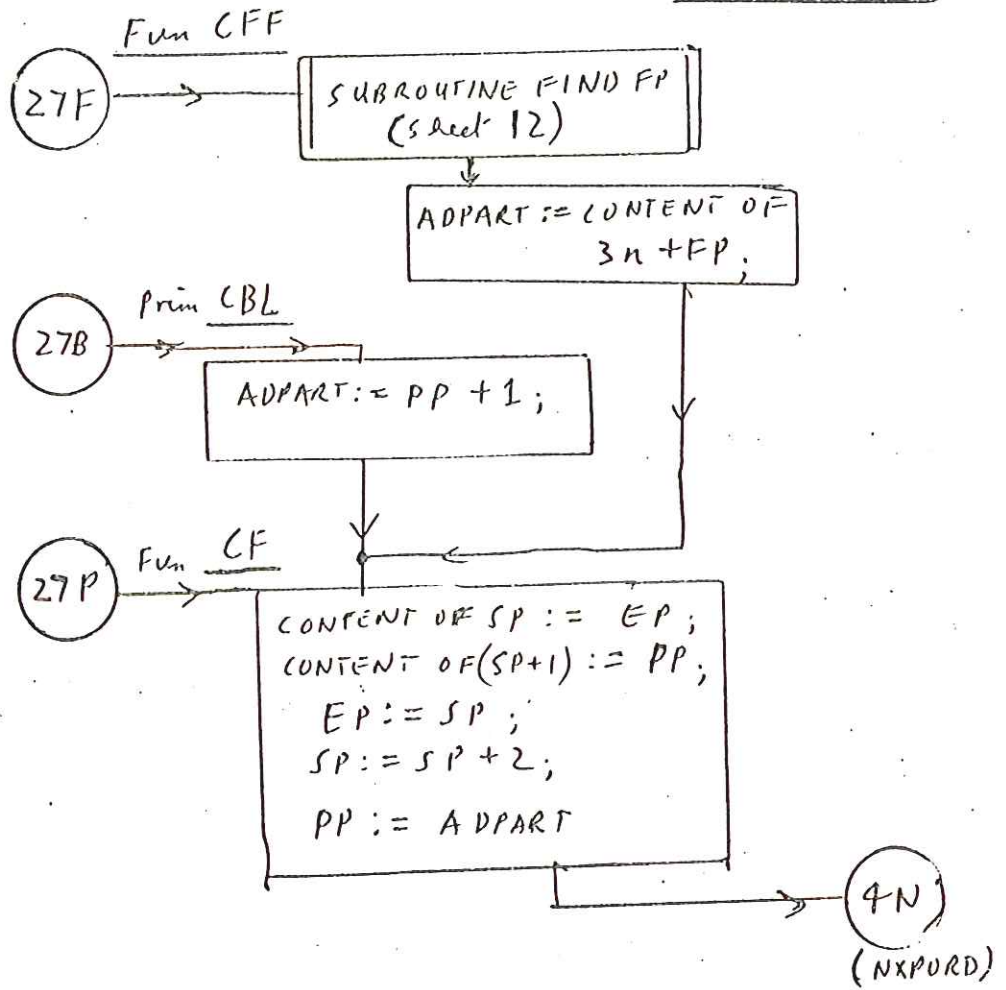 Fun CFF
27F
SUBROUTINE FIND FP
(sheet 12)
ADPART := CONTENT OF
3n + FP;
Prim CBL
27B
ADPART := PP + 1;
Fun CF
27P
CONTENT OF SP := EP;
CONTENT OF (SP+1) := PP;
EP := SP;
SP := SP + 2;
PP := ADPART
4N
(NXPORD)